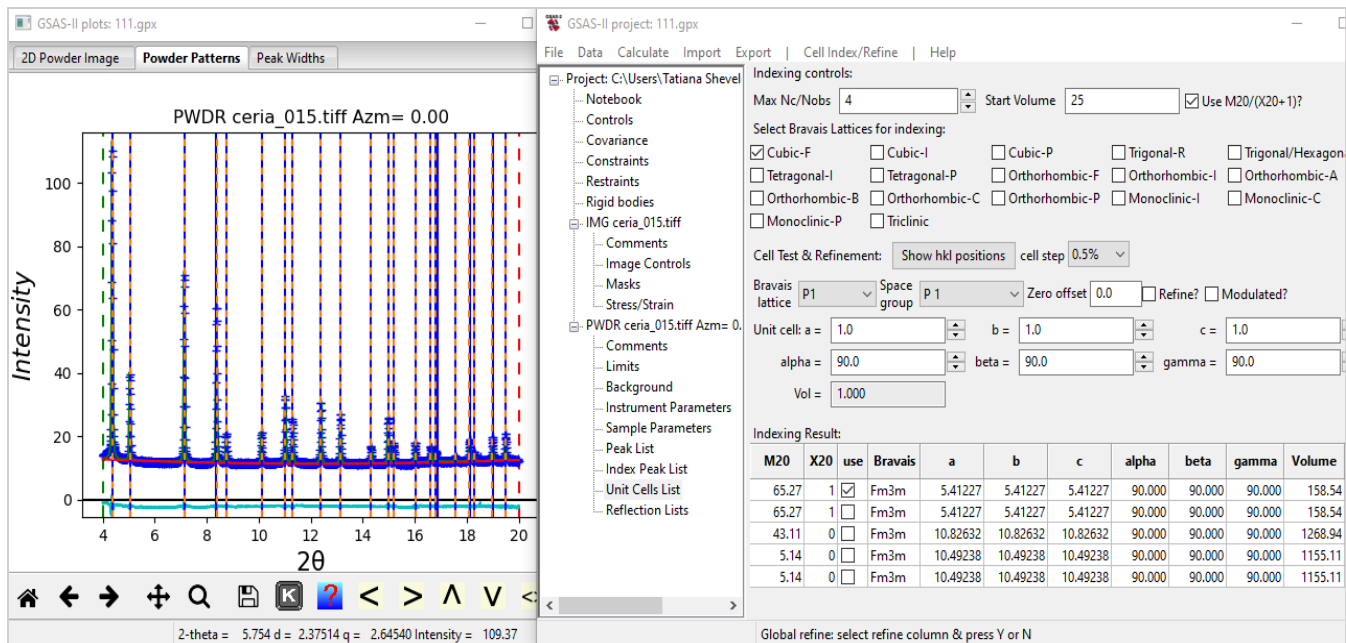 GSAS-II plots: 111.gpx
2D Powder Image Powder Patterns Peak Widths
PWDR ceria_015.tiff Azm= 0.00
Intensity
100
80
60
40
20
0
4 6 8 10 12 14 16 18 20
2θ
K ? < > Λ V <
2-theta = 5.754 d = 2.37514 q = 2.64540 Intensity = 109.37
GSAS-II project: 111.gpx
File Data Calculate Import Export | Cell Index/Refine | Help
Project: C:\Users\Tatiana Shevel
Notebook
Controls
Covariance
Constraints
Restraints
Rigid bodies
IMG ceria_015.tiff
Comments
Image Controls
Masks
Stress/Strain
PWDR ceria_015.tiff Azm= 0.
Comments
Limits
Background
Instrument Parameters
Sample Parameters
Peak List
Index Peak List
Unit Cells List
Reflection Lists
Indexing controls:
Max Nc/Nobs 4 Start Volume 25 Use M20/(X20+1)?
Select Bravais Lattices for indexing:
Cubic-F Cubic-I Cubic-P Trigonal-R Trigonal/Hexagona
Tetragonal-I Tetragonal-P Orthorhombic-F Orthorhombic-I Orthorhombic-A
Orthorhombic-B Orthorhombic-C Orthorhombic-P Monoclinic-I Monoclinic-C
Monoclinic-P Triclinic
Cell Test & Refinement: Show hkl positions cell step 0.5%
Bravais lattice P1 Space group P 1 Zero offset 0.0 Refine? Modulated?
Unit cell: a = 1.0 b = 1.0 c = 1.0
alpha = 90.0 beta = 90.0 gamma = 90.0
Vol = 1.000
Indexing Result:
M20 X20 use Bravais a b c alpha beta gamma Volume
65.27 1 Fm3m 5.41227 5.41227 5.41227 90.000 90.000 90.000 158.54
65.27 1 Fm3m 5.41227 5.41227 5.41227 90.000 90.000 90.000 158.54
43.11 0 Fm3m 10.82632 10.82632 10.82632 90.000 90.000 90.000 1268.94
5.14 0 Fm3m 10.49238 10.49238 10.49238 90.000 90.000 90.000 1155.11
5.14 0 Fm3m 10.49238 10.49238 10.49238 90.000 90.000 90.000 1155.11
Global refine: select refine column & press Y or N